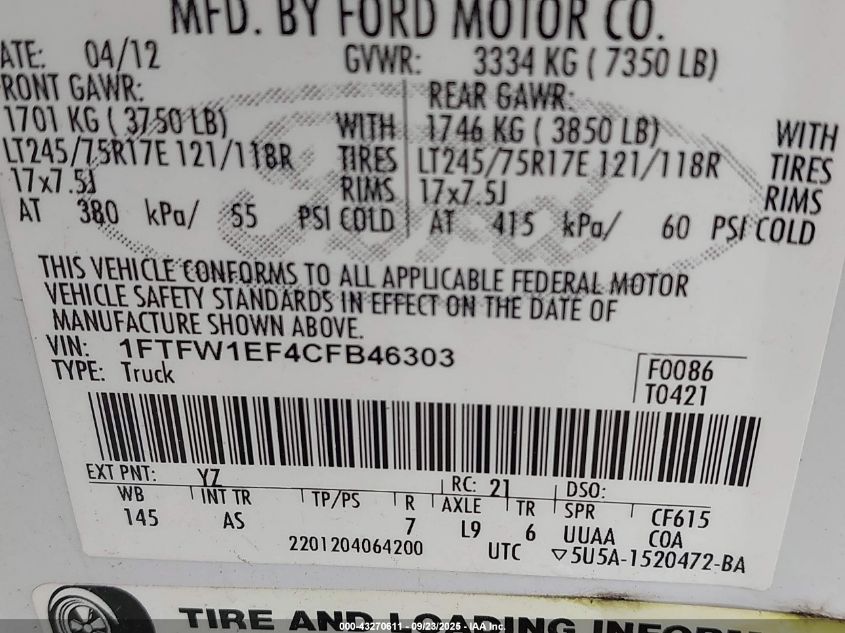 MFD. BY FORD MOTOR CO.
ATE: 04/12 GVWR: 3334 KG ( 7350 LB)
RONT GAWR: REAR GAWR:
1701 KG ( 3750 LB) WITH 1746 KG ( 3850 LB) WITH
LT245/75R17E 121/118R TIRES LT245/75R17E 121/118R TIRES
17x7.5J RIMS 17x7.5J RIMS
AT 380 kPa/ 55 PSI COLD AT 415 kPa/ 60 PSI COLD
THIS VEHICLE CONFORMS TO ALL APPLICABLE FEDERAL MOTOR
VEHICLE SAFETY STANDARDS IN EFFECT ON THE DATE OF
MANUFACTURE SHOWN ABOVE.
VIN: 1FTFW1EF4CFB46303 F0086
TYPE: Truck T0421
EXT PNT: YZ RC: 21 DSO:
WB INT TR TP/PS R AXLE TR SPR CF615
145 AS 7 L9 6 UUAA COA
2201204064200 UTC ▽5U5A-1520472-BA
TIRE AND LOADING INFORM
000-43270611 - 09/23/2025 - IAA Inc.